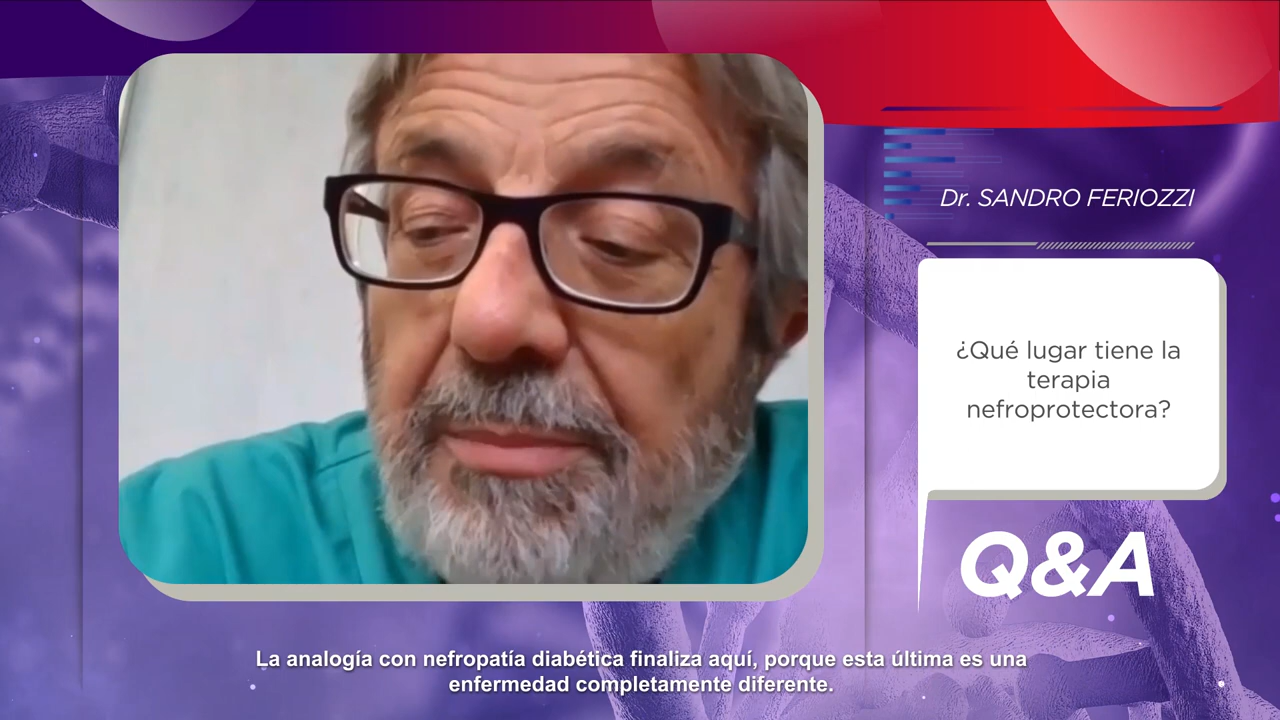 Dr. SANDRO FERIOZZI
¿Qué lugar tiene la
terapia
nefroprotectora?
Q&A
La analogía con nefropatía diabética finaliza aquí, porque esta última es una
enfermedad completamente diferente.